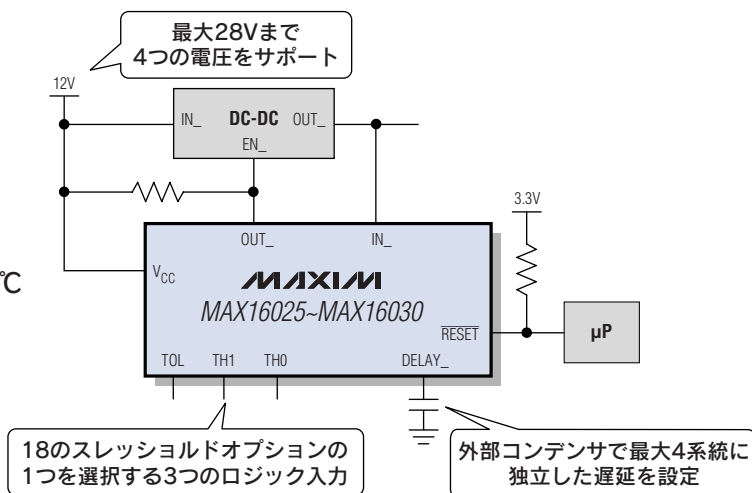 最大28Vまで
4つの電圧をサポート
12V
IN_ DC-DC OUT_
EN_
3.3V
OUT_ IN_
VCC
℃
MAXIM
MAX16025~MAX16030
RESET
µP
TOL TH1 TH0 DELAY_
18のスレッショルドオプションの
1つを選択する3つのロジック入力
外部コンデンサで最大4系統に
独立した遅延を設定